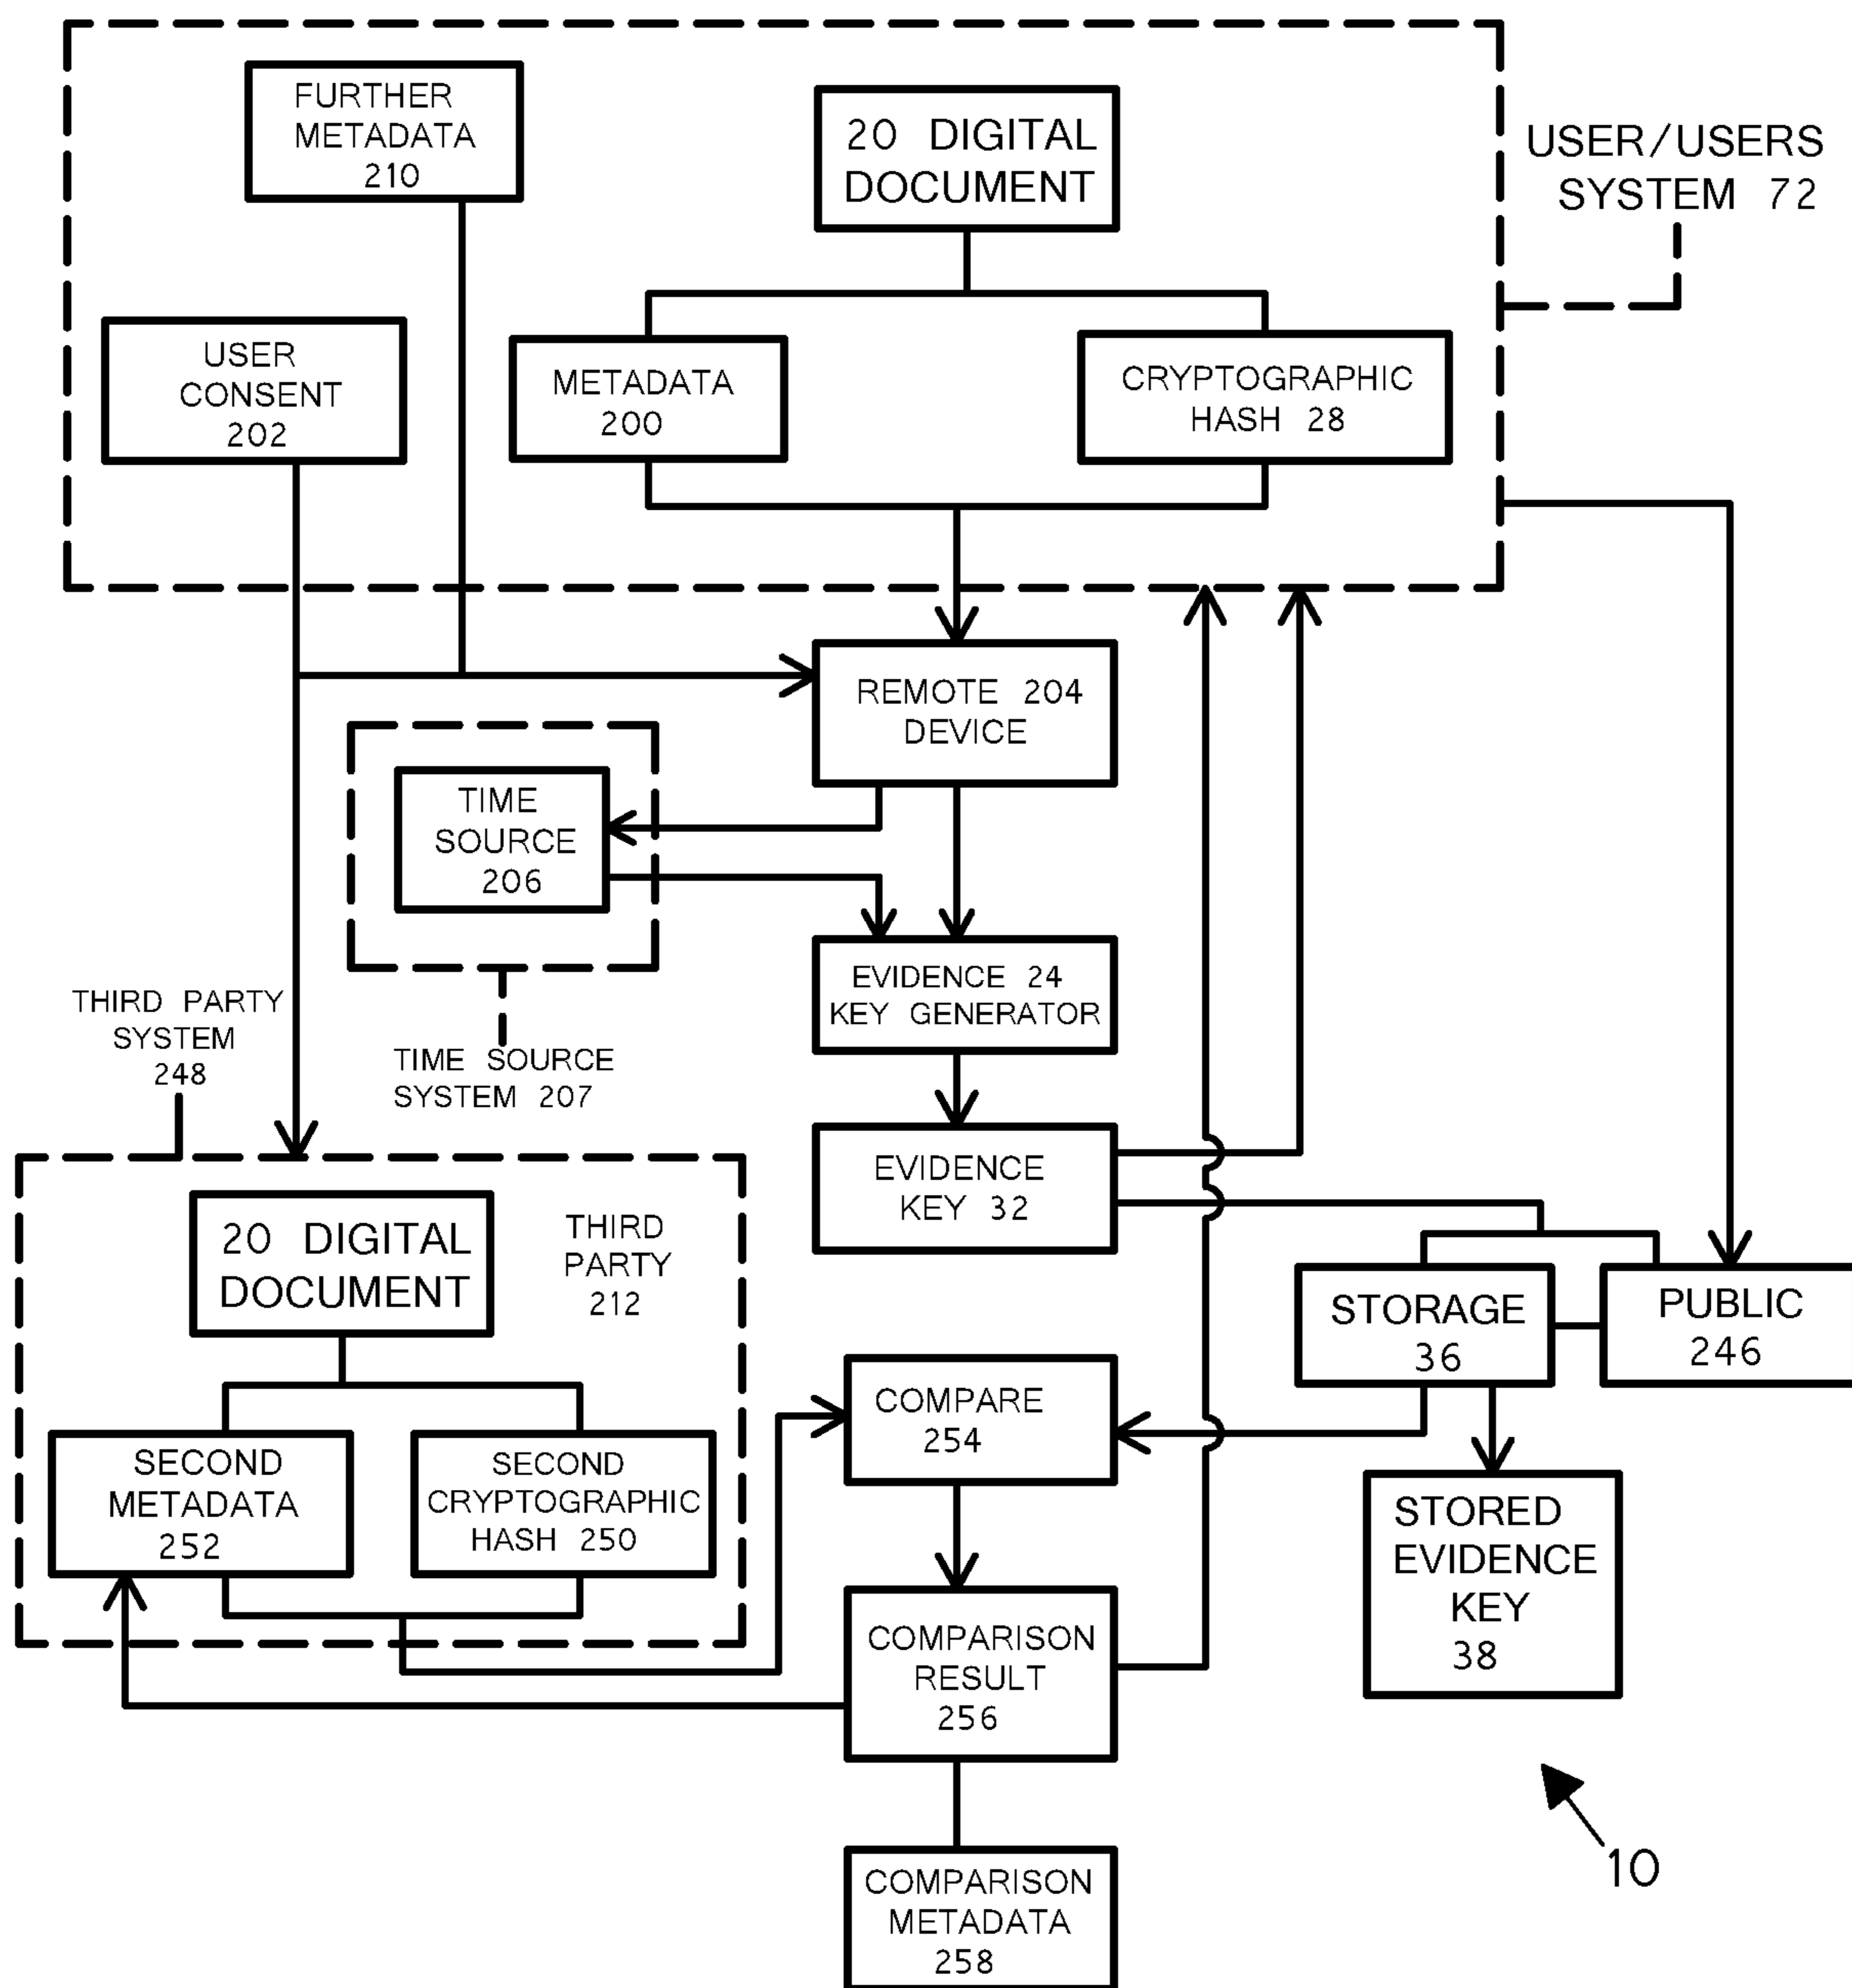 FURTHER
METADATA
210
20 DIGITAL
DOCUMENT
USER/USERS
SYSTEM 72
USER
CONSENT
202
METADATA
200
CRYPTOGRAPHIC
HASH 28
REMOTE 204
DEVICE
TIME
SOURCE
206
EVIDENCE 24
KEY GENERATOR
THIRD PARTY
SYSTEM
248
TIME SOURCE
SYSTEM 207
EVIDENCE
KEY 32
20 DIGITAL
DOCUMENT
THIRD
PARTY
212
STORAGE
36
PUBLIC
246
COMPARE
254
SECOND
METADATA
252
SECOND
CRYPTOGRAPHIC
HASH 250
STORED
EVIDENCE
KEY
38
COMPARISON
RESULT
256
10
COMPARISON
METADATA
258